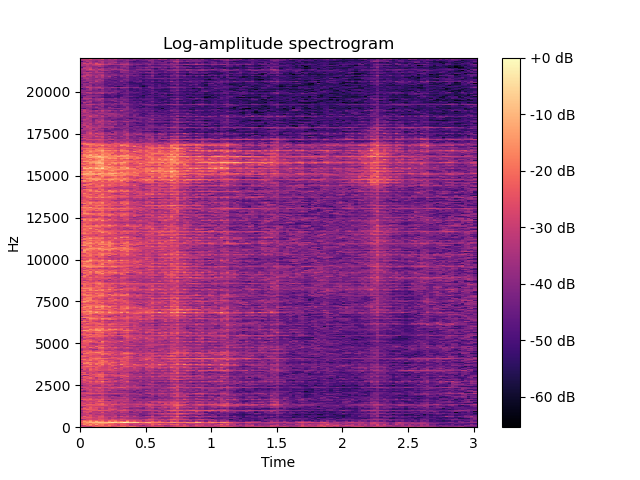 Log-amplitude spectrogram
Hz
20000
17500
15000
12500
10000
7500
5000
2500
0
0 0.5 1 1.5 2 2.5 3
Time
+0 dB
-10 dB
-20 dB
-30 dB
-40 dB
-50 dB
-60 dB